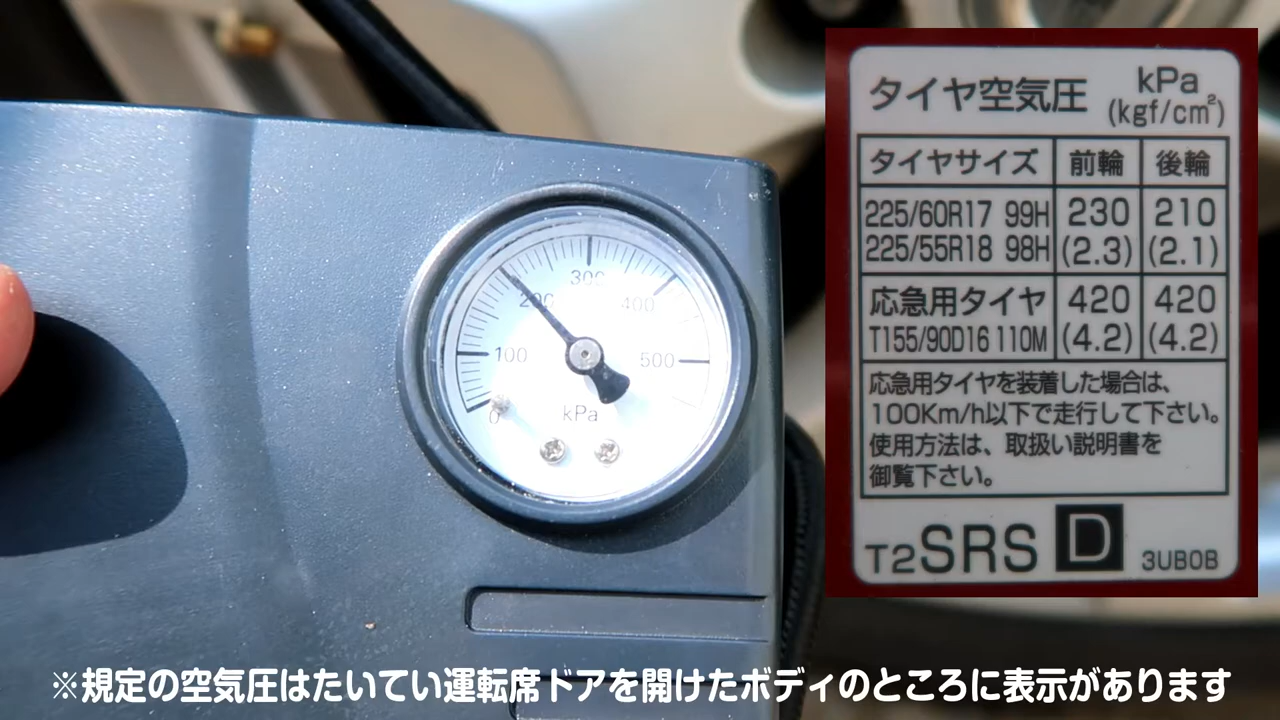 0
100
200
300
400
500
kPa
タイヤ空気圧 kPa
(kgf/cm²)
タイヤサイズ 前輪 後輪
225/60R17 99H 230 210
225/55R18 98H (2.3) (2.1)
応急用タイヤ 420 420
T155/90D16 110M (4.2) (4.2)
応急用タイヤを装着した場合は、
100Km/h以下で走行して下さい。
使用方法は、取扱い説明書を
御覧下さい。
T2SRS D 3UB0B
※規定の空気圧はたいてい運転席ドアを開けたボディのところに表示があります